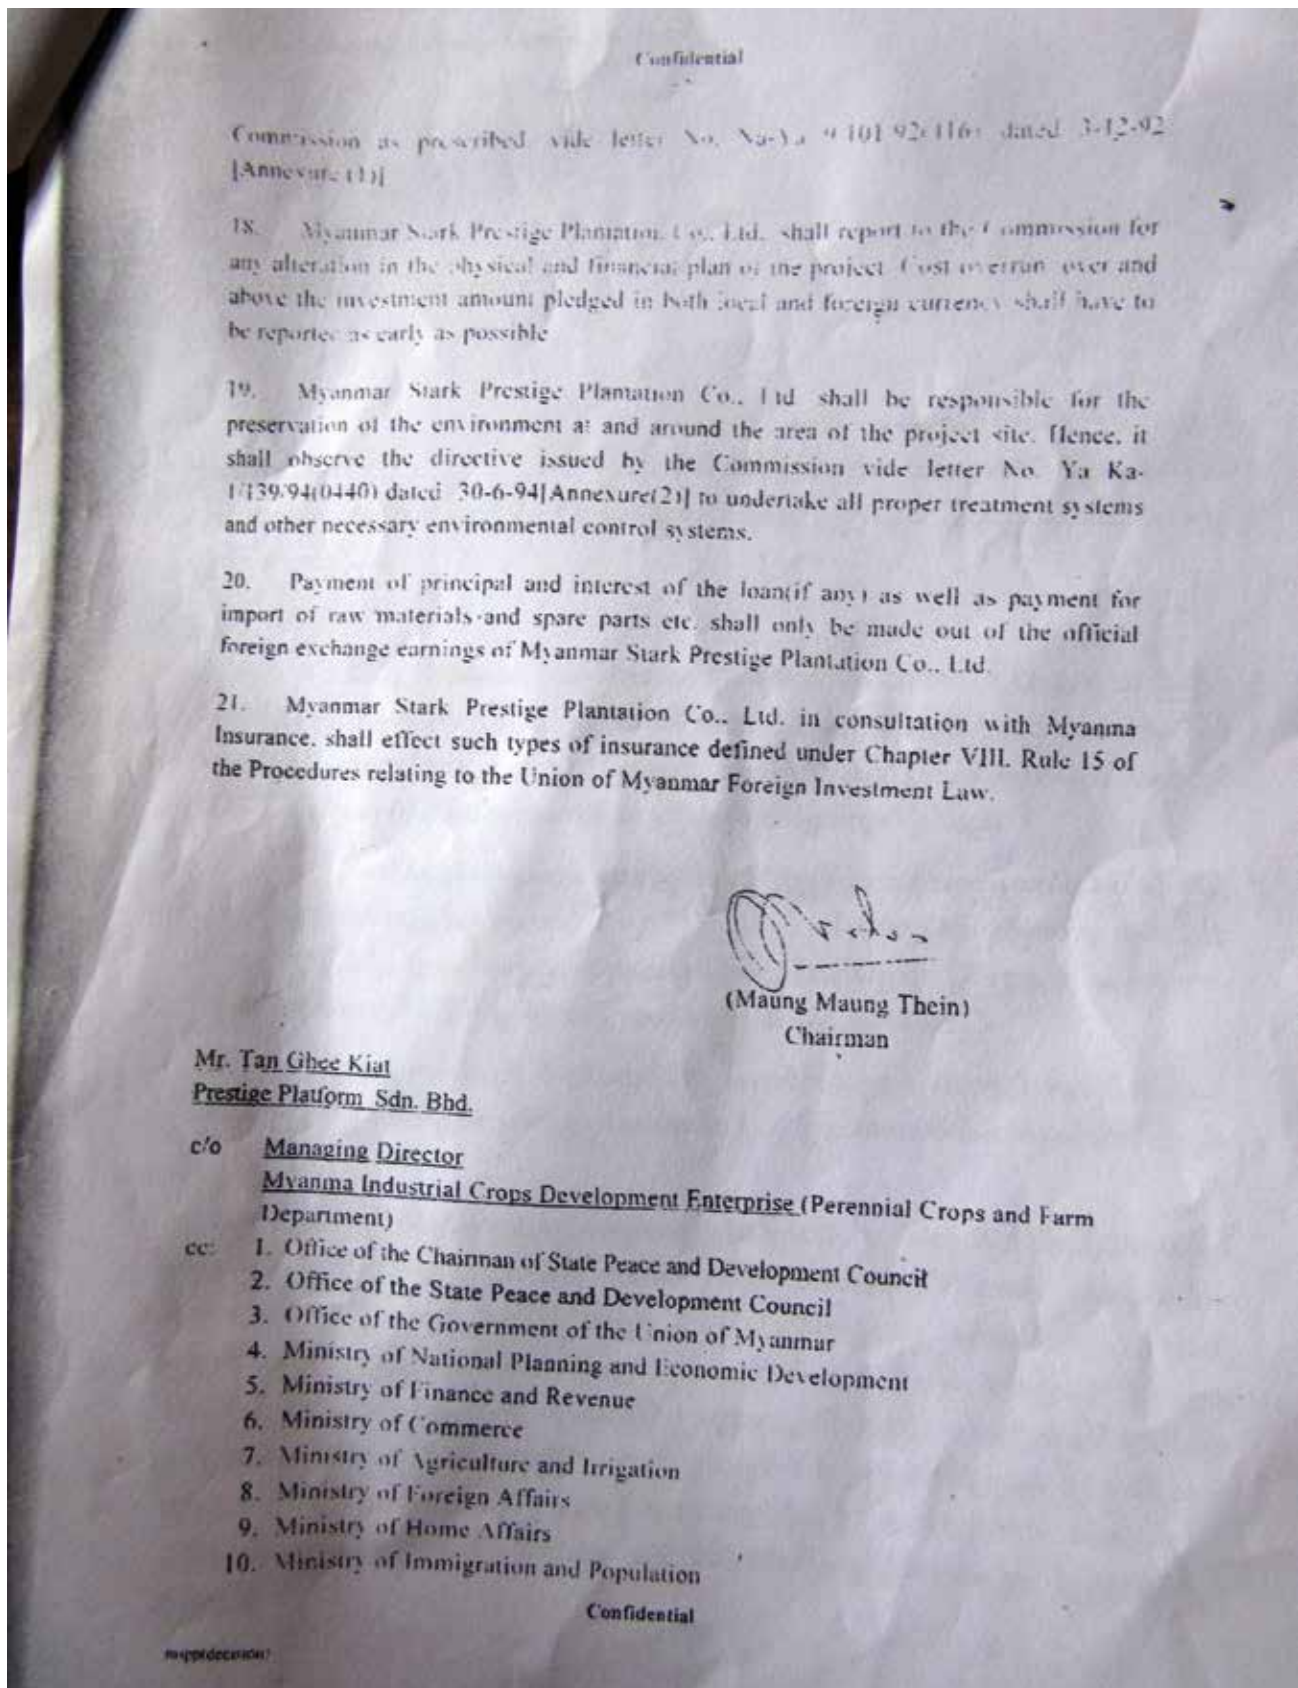 Confidential
Commission as prescribed vide letter No. Ya-Ya dated 3-12-92
[Annexure (1)]
18. Myanmar Stark Prestige Plantation Co., Ltd. shall report to the Commission for
any alteration in the physical and financial plan of the project. Cost overrun over and
above the investment amount pledged in both local and foreign currency shall have to
be reported as early as possible
19. Myanmar Stark Prestige Plantation Co., Ltd shall be responsible for the
preservation of the environment at and around the area of the project site. Hence, it
shall observe the directive issued by the Commission vide letter No. Ya Ka-
1/139/94(0440) dated 30-6-94[Annexure(2)] to undertake all proper treatment systems
and other necessary environmental control systems.
20. Payment of principal and interest of the loan(if any) as well as payment for
import of raw materials and spare parts etc. shall only be made out of the official
foreign exchange earnings of Myanmar Stark Prestige Plantation Co., Ltd.
21. Myanmar Stark Prestige Plantation Co., Ltd. in consultation with Myanma
Insurance, shall effect such types of insurance defined under Chapter VIII, Rule 15 of
the Procedures relating to the Union of Myanmar Foreign Investment Law.
(Maung Maung Thein)
Chairman
Mr. Tan Ghee Kiat
Prestige Platform Sdn. Bhd.
c/o Managing Director
Myanma Industrial Crops Development Enterprise (Perennial Crops and Farm
Department)
cc: 1. Office of the Chairman of State Peace and Development Council
2. Office of the State Peace and Development Council
3. Office of the Government of the Union of Myanmar
4. Ministry of National Planning and Economic Development
5. Ministry of Finance and Revenue
6. Ministry of Commerce
7. Ministry of Agriculture and Irrigation
8. Ministry of Foreign Affairs
9. Ministry of Home Affairs
10. Ministry of Immigration and Population
Confidential